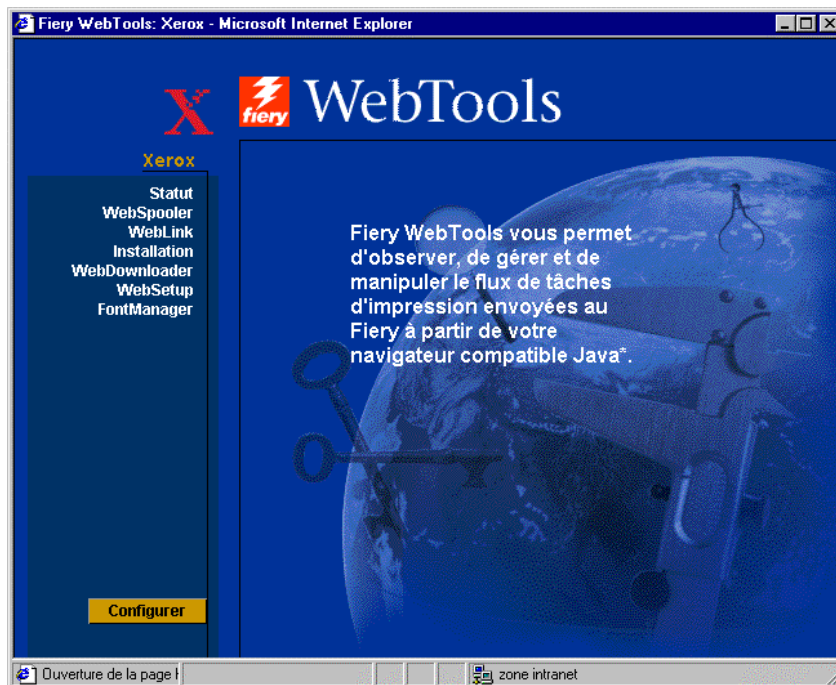 Fiery WebTools: Xerox - Microsoft Internet Explorer
X
fiery
WebTools
Xerox
Statut
WebSpooler
WebLink
Installation
WebDownloader
WebSetup
FontManager
Fiery WebTools vous permet
d'observer, de gérer et de
manipuler le flux de tâches
d'impression envoyées au
Fiery à partir de votre
navigateur compatible Java*.
Configurer
Ouverture de la page
zone intranet